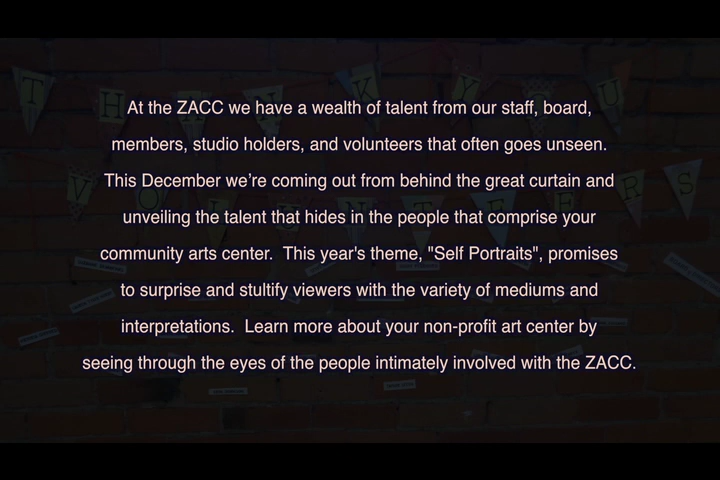 THANK YOU
VOLUNTEERS
At the ZACC we have a wealth of talent from our staff, board,
members, studio holders, and volunteers that often goes unseen.
This December we’re coming out from behind the great curtain and
unveiling the talent that hides in the people that comprise your
community arts center.  This year's theme, "Self Portraits", promises
to surprise and stultify viewers with the variety of mediums and
interpretations.  Learn more about your non-profit art center by
seeing through the eyes of the people intimately involved with the ZACC.